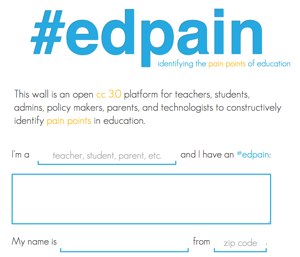 #edpain
identifying the pain points of education
This wall is an open cc 3.0 platform for teachers, students,
admins, policy makers, parents, and technologists to constructively
identify pain points in education.
I'm a teacher, student, parent, etc. and I have an #edpain:
My name is from zip code.